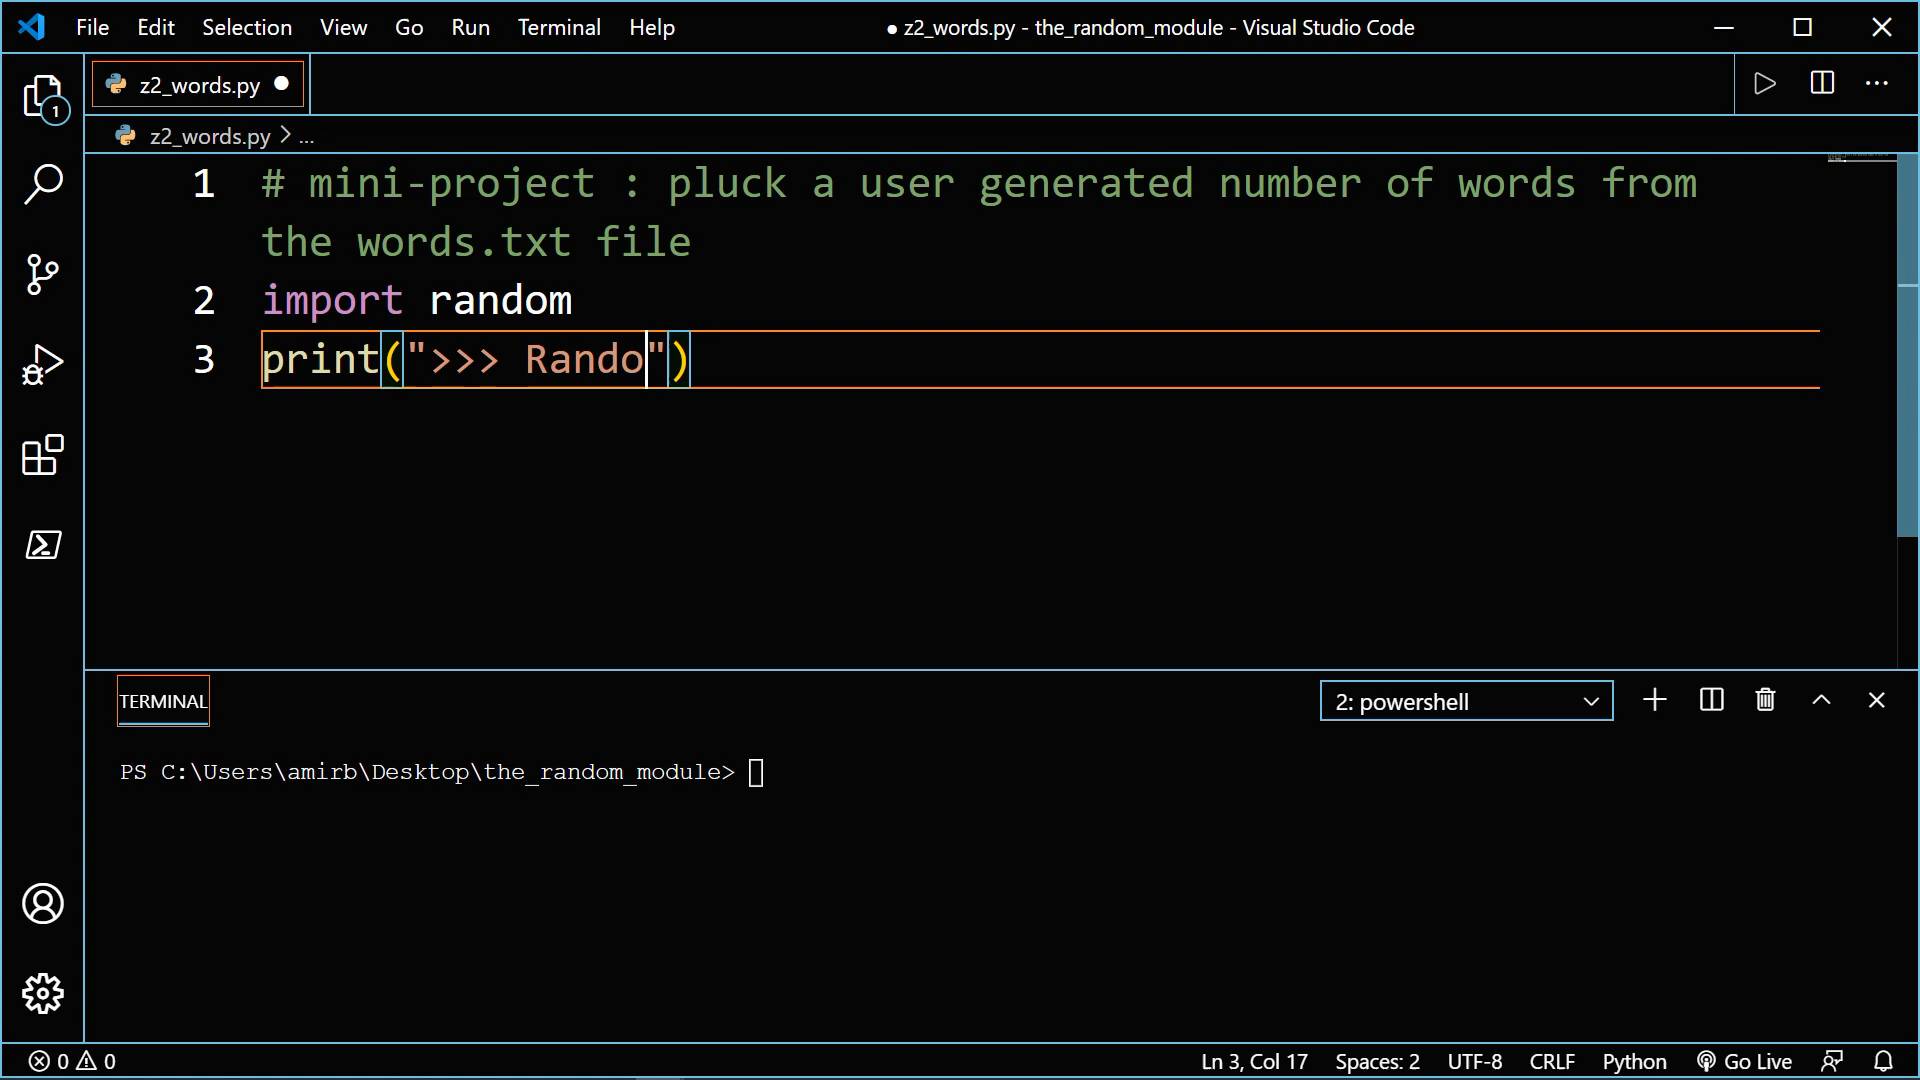 File Edit Selection View Go Run Terminal Help ● z2_words.py - the_random_module - Visual Studio Code
z2_words.py ●
z2_words.py > ...
1 # mini-project : pluck a user generated number of words from
the words.txt file
2 import random
3 print(">>> Rando")
1
TERMINAL 2: powershell
PS C:\Users\amirb\Desktop\the_random_module>
0 0 Ln 3, Col 17 Spaces: 2 UTF-8 CRLF Python Go Live